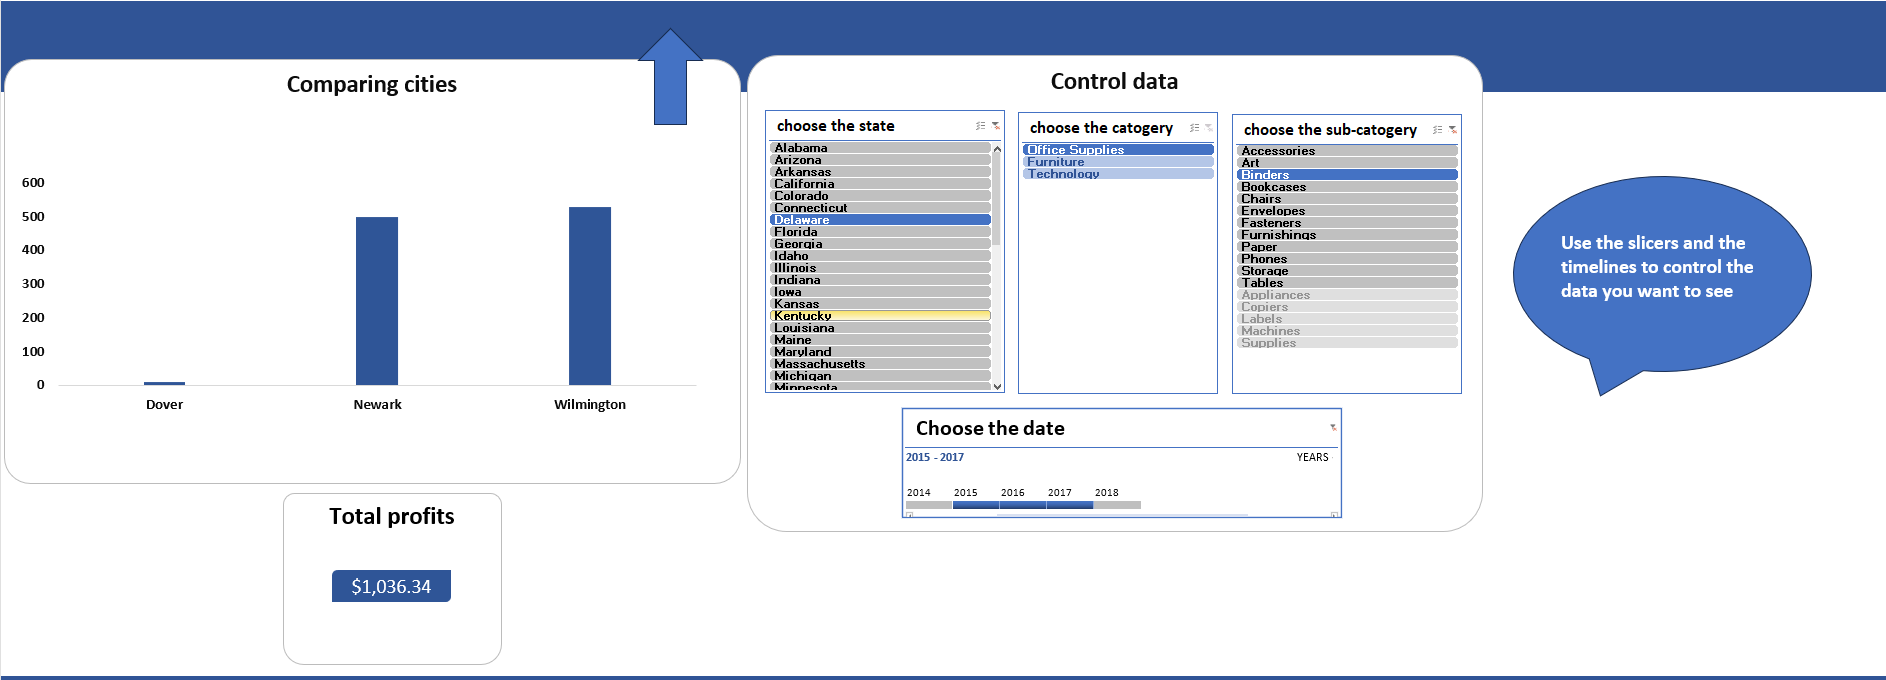 Comparing cities
600
500
400
300
200
100
0
Dover
Newark
Wilmington
Total profits
$1,036.34
Control data
choose the state
Alabama
Arizona
Arkansas
California
Colorado
Connecticut
Delaware
Florida
Georgia
Idaho
Illinois
Indiana
Iowa
Kansas
Kentucky
Louisiana
Maine
Maryland
Massachusetts
Michigan
Minnesota
choose the catogery
Office Supplies
Furniture
Technology
choose the sub-catogery
Accessories
Art
Binders
Bookcases
Chairs
Envelopes
Fasteners
Furnishings
Paper
Phones
Storage
Tables
Appliances
Copiers
Labels
Machines
Supplies
Choose the date
2015 - 2017
YEARS
2014 2015 2016 2017 2018
Use the slicers and the
timelines to control the
data you want to see